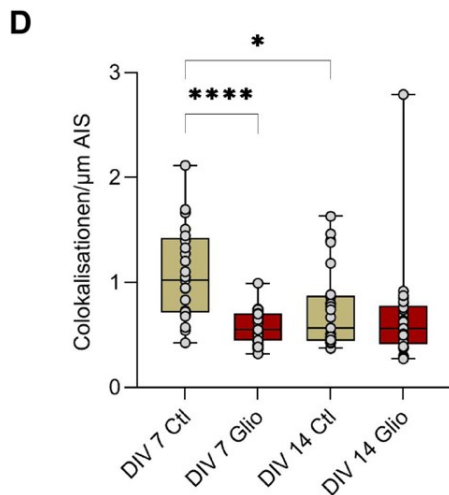 D
*
****
3
2
1
0
Colokalisationen/µm AIS
DIV 7 Ctl
DIV 7 Glio
DIV 14 Ctl
DIV 14 Glio